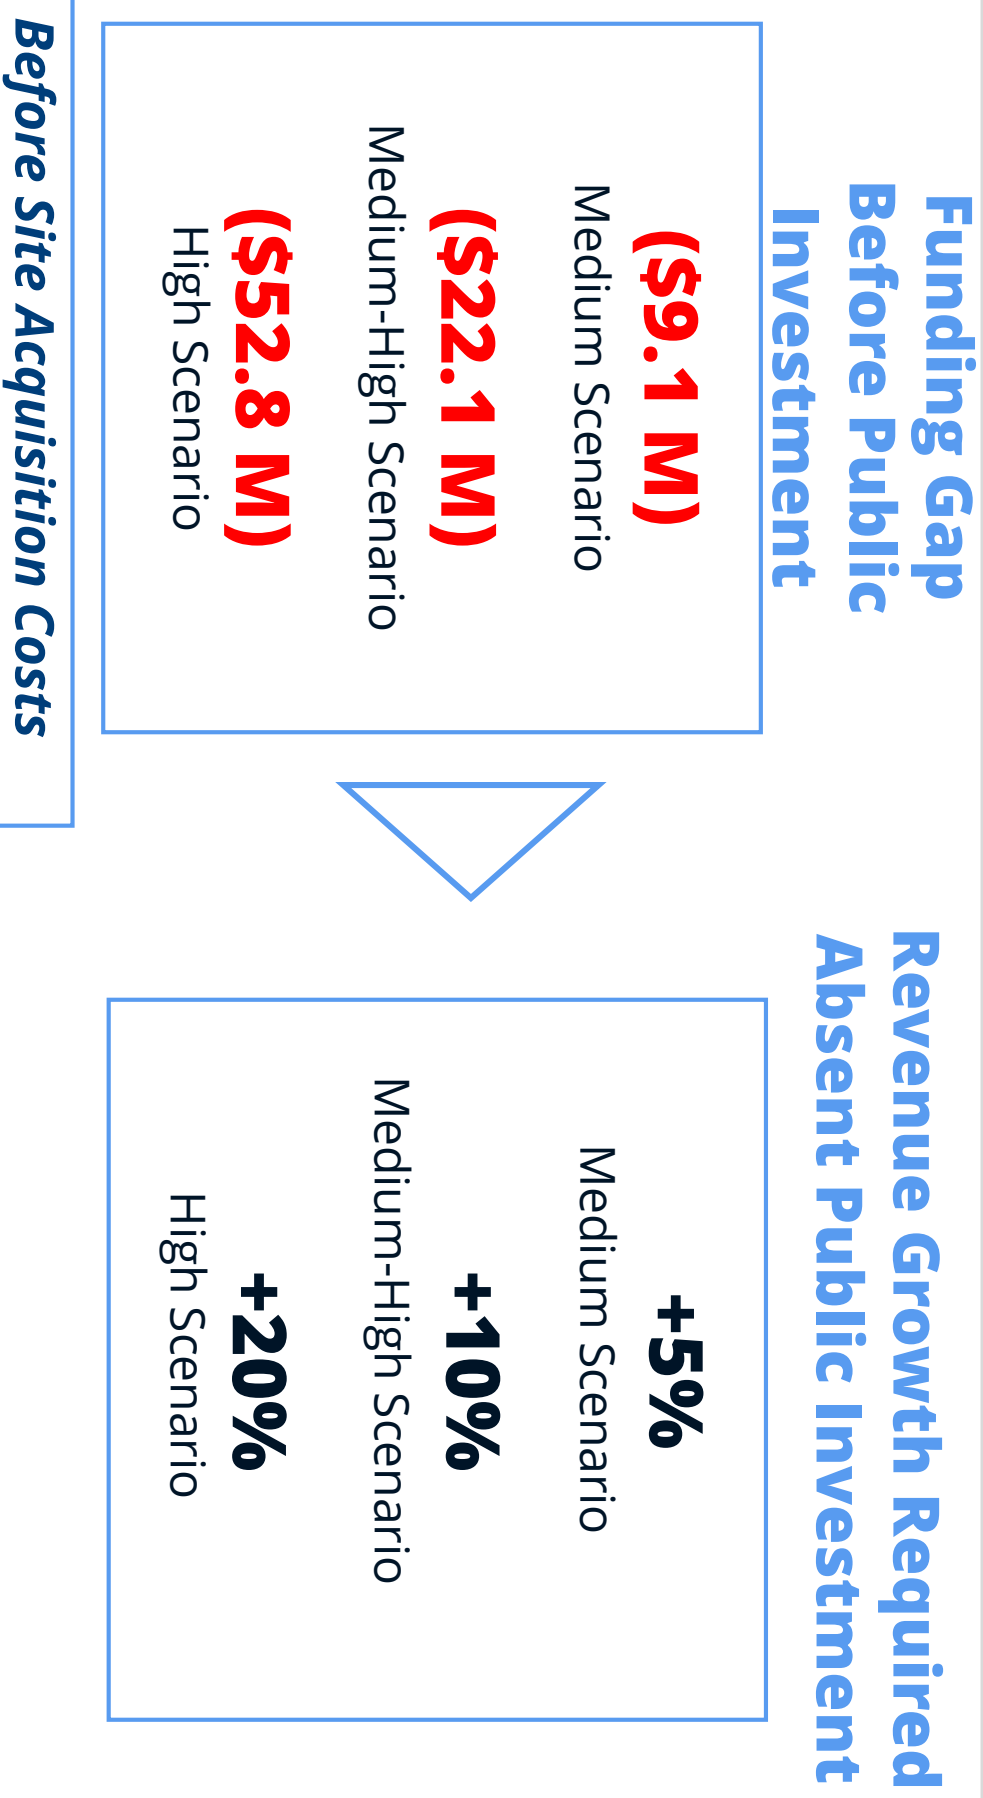 Funding Gap
Before Public
Investment
($9.1 M)
Medium Scenario
($22.1 M)
Medium-High Scenario
($52.8 M)
High Scenario
Before Site Acquisition Costs
Revenue Growth Required
Absent Public Investment
+5%
Medium Scenario
+10%
Medium-High Scenario
+20%
High Scenario